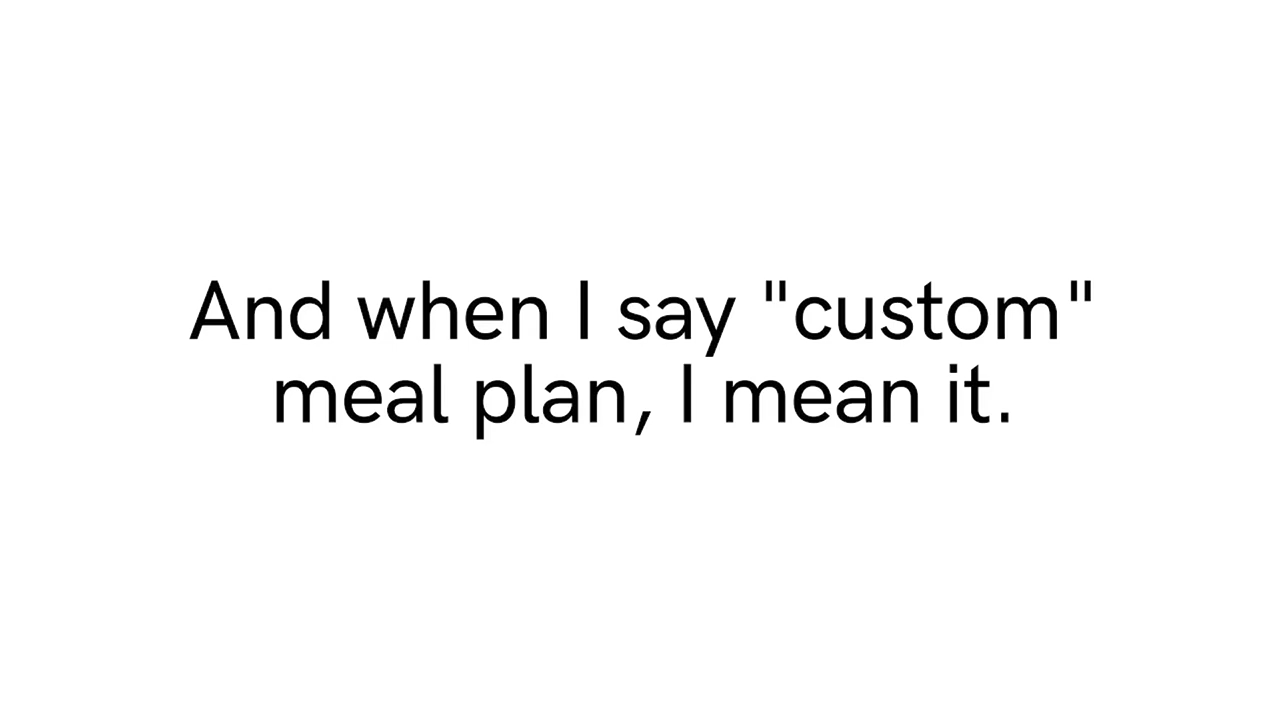 And when I say "custom"
meal plan, I mean it.